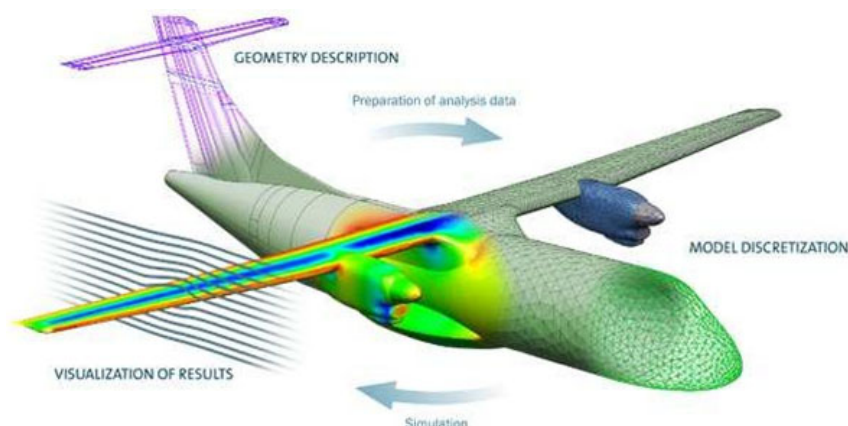 GEOMETRY DESCRIPTION
Preparation of analysis data
MODEL DISCRETIZATION
VISUALIZATION OF RESULTS
Simulation